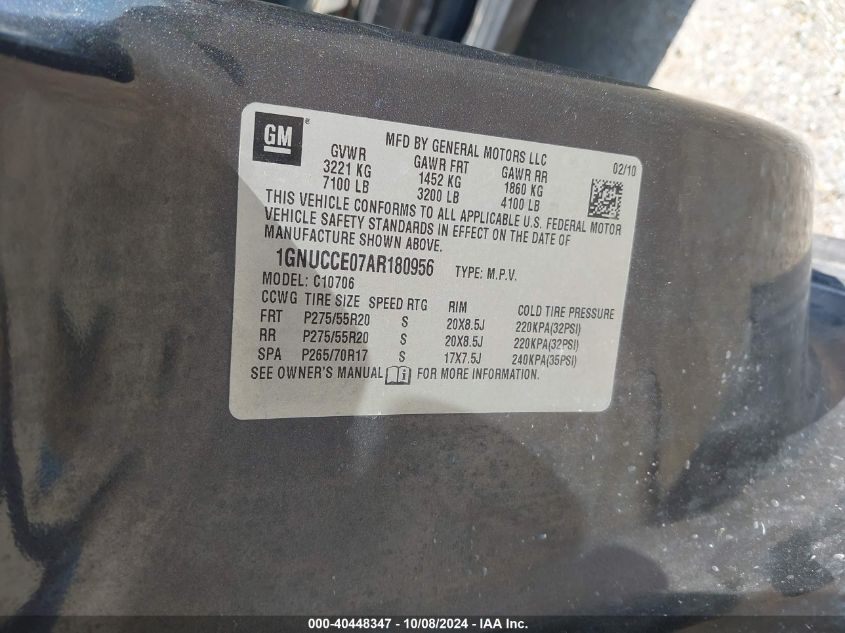 GM ®
MFD BY GENERAL MOTORS LLC
02/10
GVWR GAWR FRT GAWR RR
3221 KG 1452 KG 1860 KG
7100 LB 3200 LB 4100 LB
THIS VEHICLE CONFORMS TO ALL APPLICABLE U.S. FEDERAL MOTOR
VEHICLE SAFETY STANDARDS IN EFFECT ON THE DATE OF
MANUFACTURE SHOWN ABOVE.
1GNUCCE07AR180956 TYPE: M.P.V.
MODEL: C10706
CCWG TIRE SIZE SPEED RTG RIM COLD TIRE PRESSURE
FRT P275/55R20 S 20X8.5J 220KPA(32PSI)
RR P275/55R20 S 20X8.5J 220KPA(32PSI)
SPA P265/70R17 S 17X7.5J 240KPA(35PSI)
SEE OWNER'S MANUAL FOR MORE INFORMATION.
000-40448347 - 10/08/2024 - IAA Inc.